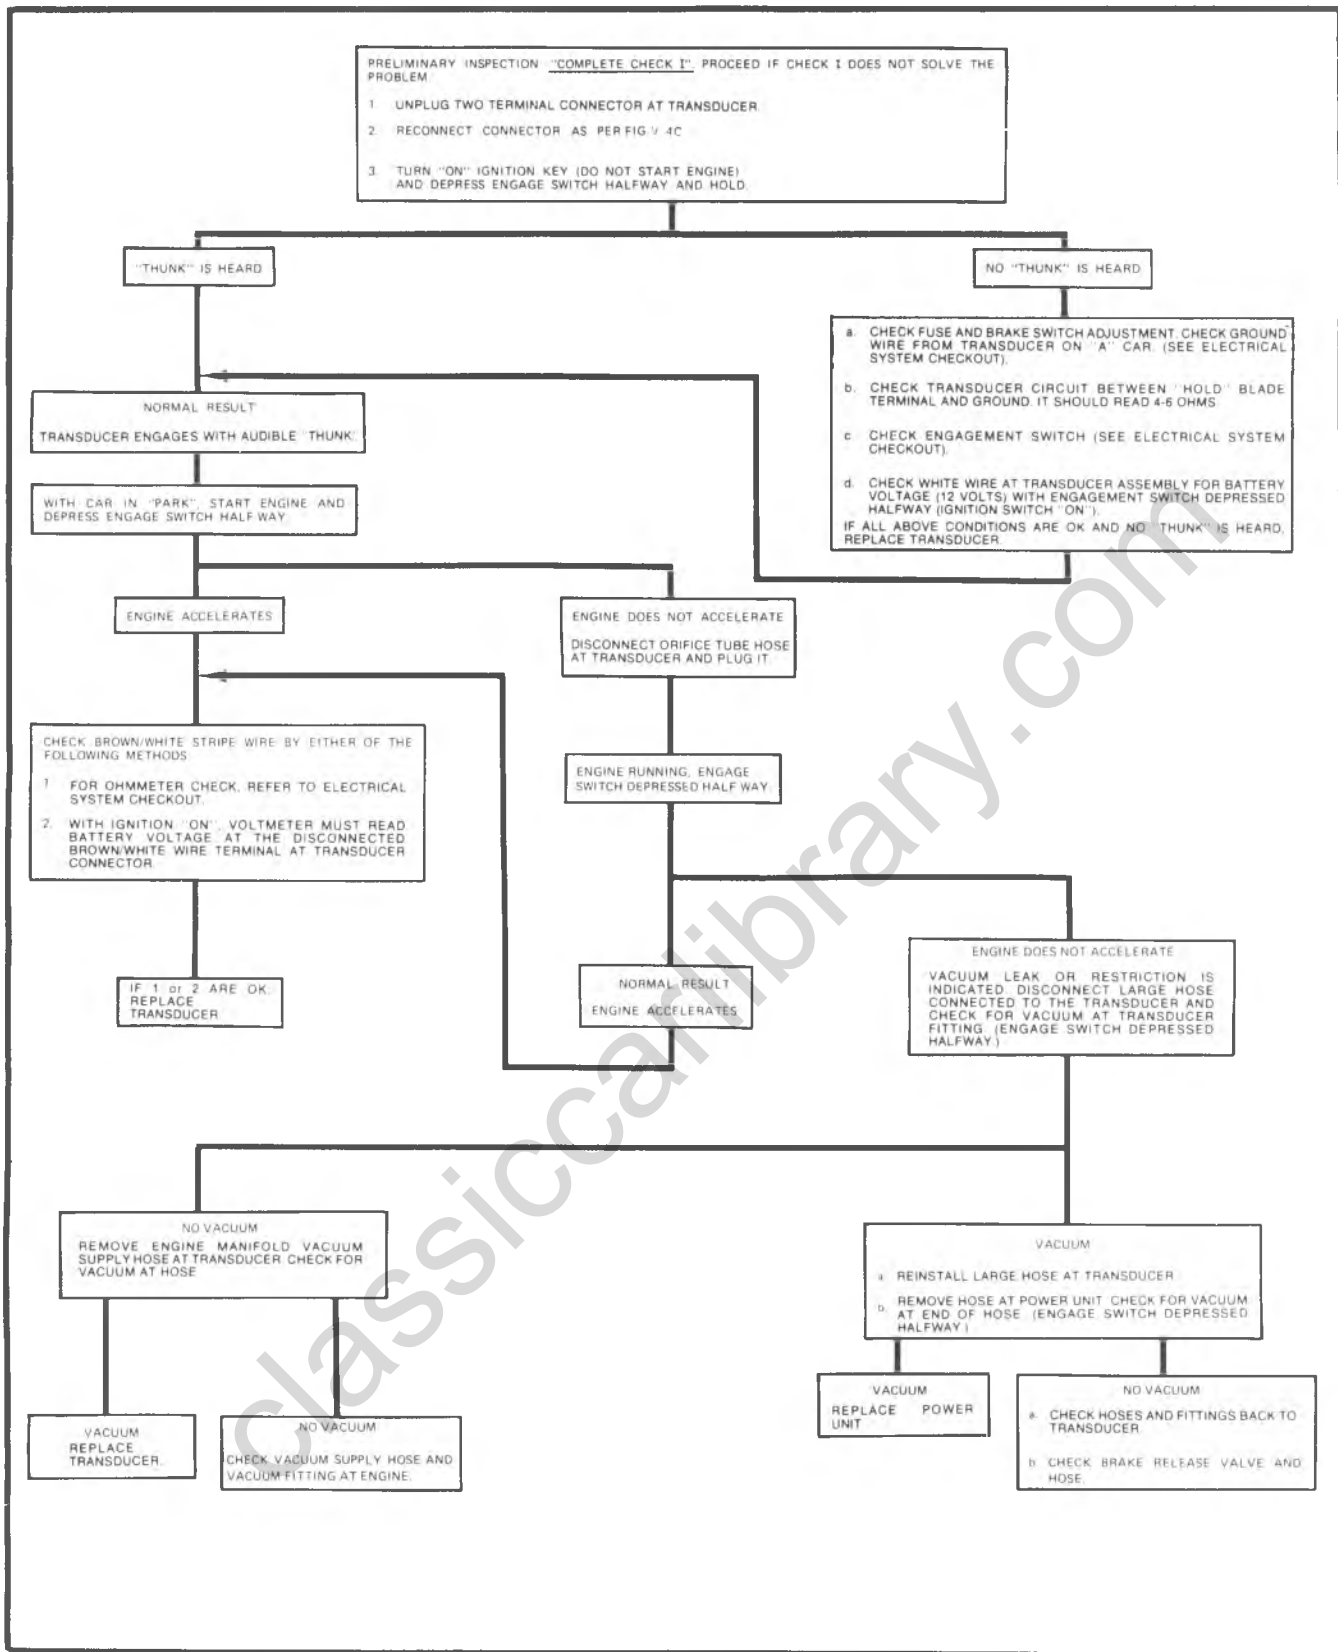 PRELIMINARY INSPECTION "COMPLETE CHECK I". PROCEED IF CHECK I DOES NOT SOLVE THE
PROBLEM
1 UNPLUG TWO TERMINAL CONNECTOR AT TRANSDUCER.
2. RECONNECT CONNECTOR AS PER FIG. V 4C
3. TURN "ON" IGNITION KEY (DO NOT START ENGINE)
AND DEPRESS ENGAGE SWITCH HALFWAY AND HOLD.
"THUNK" IS HEARD
NO "THUNK" IS HEARD
a. CHECK FUSE AND BRAKE SWITCH ADJUSTMENT. CHECK GROUND
WIRE FROM TRANSDUCER ON "A" CAR. (SEE ELECTRICAL
SYSTEM CHECKOUT).
b. CHECK TRANSDUCER CIRCUIT BETWEEN "HOLD" BLADE
TERMINAL AND GROUND. IT SHOULD READ 4-6 OHMS
c CHECK ENGAGEMENT SWITCH (SEE ELECTRICAL SYSTEM
CHECKOUT).
d. CHECK WHITE WIRE AT TRANSDUCER ASSEMBLY FOR BATTERY
VOLTAGE (12 VOLTS) WITH ENGAGEMENT SWITCH DEPRESSED
HALFWAY (IGNITION SWITCH "ON").
IF ALL ABOVE CONDITIONS ARE OK AND NO "THUNK" IS HEARD,
REPLACE TRANSDUCER.
NORMAL RESULT
TRANSDUCER ENGAGES WITH AUDIBLE "THUNK".
WITH CAR IN "PARK", START ENGINE AND
DEPRESS ENGAGE SWITCH HALF WAY
ENGINE ACCELERATES
ENGINE DOES NOT ACCELERATE
DISCONNECT ORIFICE TUBE HOSE
AT TRANSDUCER AND PLUG IT.
CHECK BROWN/WHITE STRIPE WIRE BY EITHER OF THE
FOLLOWING METHODS
1 FOR OHMMETER CHECK, REFER TO ELECTRICAL
SYSTEM CHECKOUT.
2. WITH IGNITION "ON", VOLTMETER MUST READ
BATTERY VOLTAGE AT THE DISCONNECTED
BROWN/WHITE WIRE TERMINAL AT TRANSDUCER
CONNECTOR
ENGINE RUNNING, ENGAGE
SWITCH DEPRESSED HALF WAY
IF 1 or 2 ARE OK,
REPLACE
TRANSDUCER
NORMAL RESULT
ENGINE ACCELERATES
ENGINE DOES NOT ACCELERATE
VACUUM LEAK OR RESTRICTION IS
INDICATED. DISCONNECT LARGE HOSE
CONNECTED TO THE TRANSDUCER AND
CHECK FOR VACUUM AT TRANSDUCER
FITTING. (ENGAGE SWITCH DEPRESSED
HALFWAY.)
NO VACUUM
REMOVE ENGINE MANIFOLD VACUUM
SUPPLY HOSE AT TRANSDUCER CHECK FOR
VACUUM AT HOSE
VACUUM
a REINSTALL LARGE HOSE AT TRANSDUCER
b. REMOVE HOSE AT POWER UNIT. CHECK FOR VACUUM
AT END OF HOSE (ENGAGE SWITCH DEPRESSED
HALFWAY.)
VACUUM
REPLACE
TRANSDUCER.
NO VACUUM
CHECK VACUUM SUPPLY HOSE AND
VACUUM FITTING AT ENGINE.
VACUUM
REPLACE POWER
UNIT
NO VACUUM
a. CHECK HOSES AND FITTINGS BACK TO
TRANSDUCER
b CHECK BRAKE RELEASE VALVE AND
HOSE.
classiccarlibrary.com